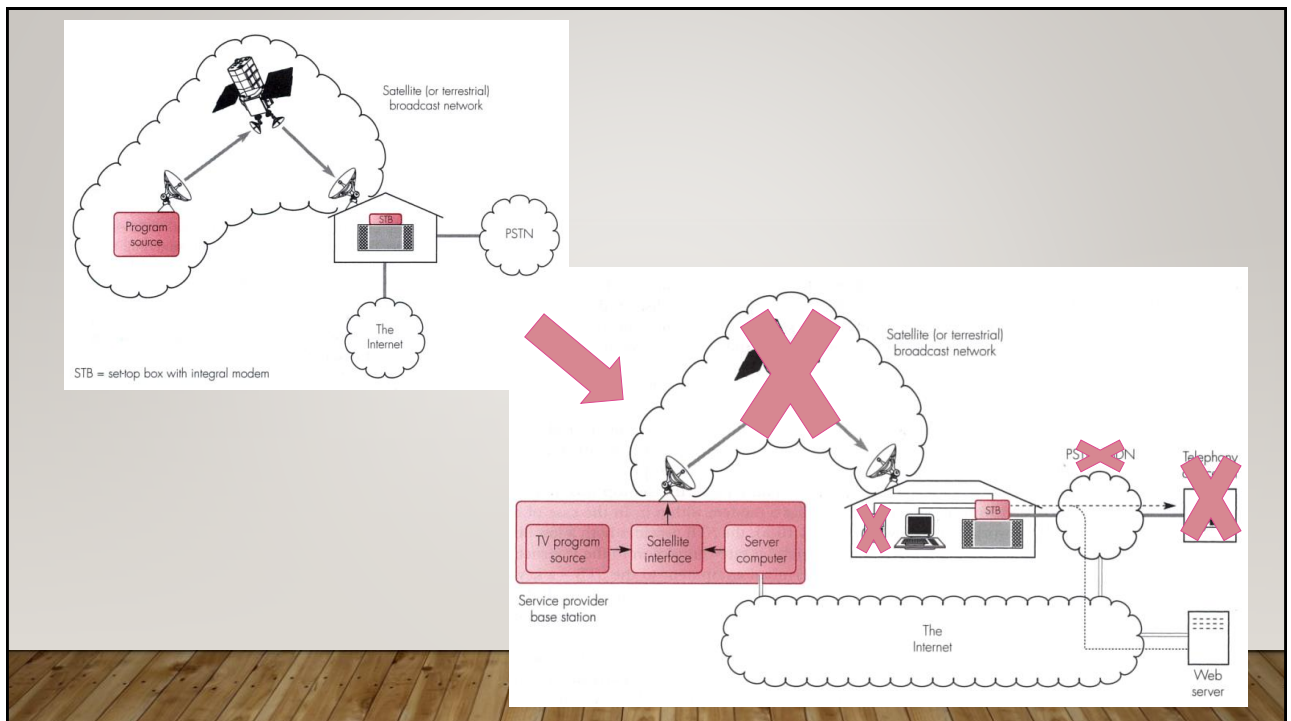 Satellite (or terrestrial)
broadcast network
Program
source
STB
PSTN
The
Internet
STB = set-top box with integral modem
Satellite (or terrestrial)
broadcast network
Telephony
STB
TV program
source
Satellite
interface
Server
computer
Service provider
base station
The
Internet
Web
server